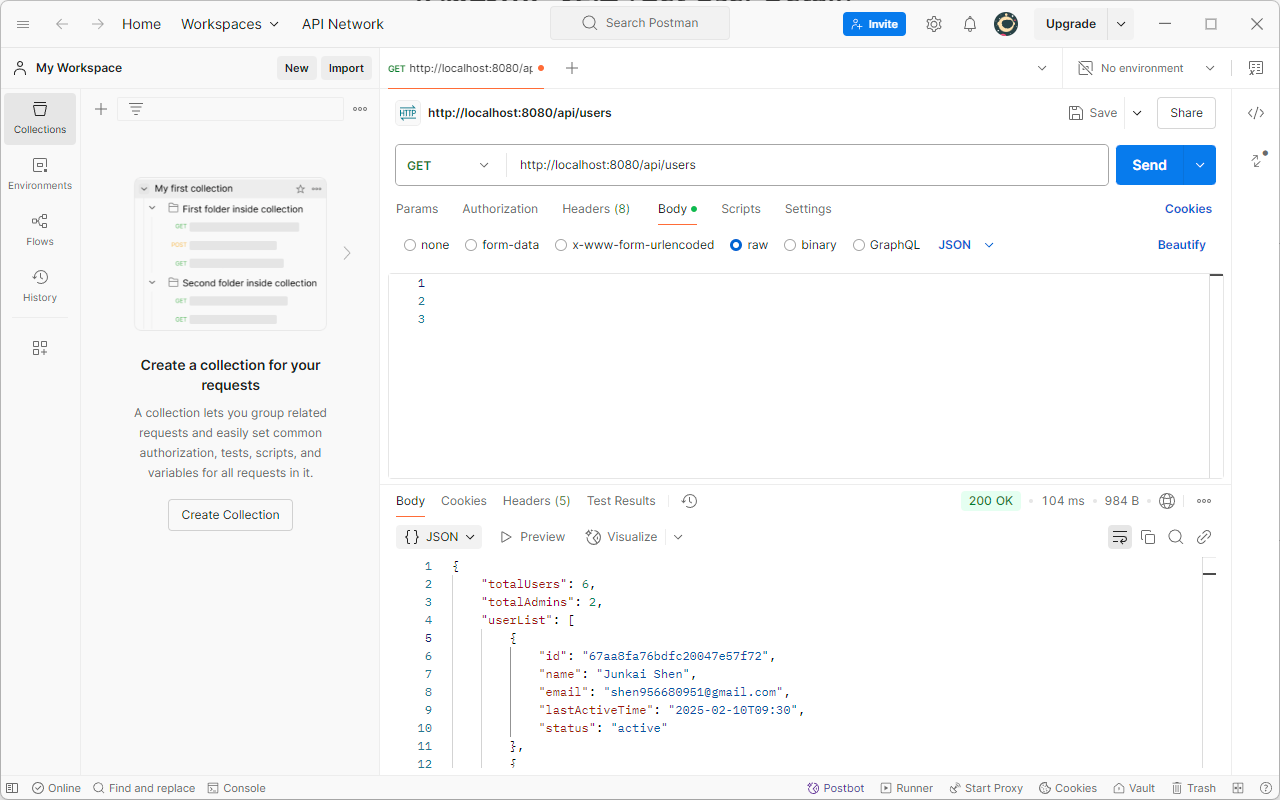 Home Workspaces API Network Search Postman Invite Upgrade
My Workspace New Import GET http://localhost:8080/ap No environment
Collections
Environments
Flows
History
My first collection
First folder inside collection
GET
POST
GET
Second folder inside collection
GET
GET
Create a collection for your
requests
A collection lets you group related
requests and easily set common
authorization, tests, scripts, and
variables for all requests in it.
Create Collection
HTTP http://localhost:8080/api/users Save Share
GET http://localhost:8080/api/users Send
Params Authorization Headers (8) Body Scripts Settings Cookies
none form-data x-www-form-urlencoded raw binary GraphQL JSON Beautify
1
2
3
Body Cookies Headers (5) Test Results 200 OK 104 ms 984 B
{} JSON Preview Visualize
1 {
2 "totalUsers": 6,
3 "totalAdmins": 2,
4 "userList": [
5 {
6 "id": "67aa8fa76bdfc20047e57f72",
7 "name": "Junkai Shen",
8 "email": "shen956680951@gmail.com",
9 "lastActiveTime": "2025-02-10T09:30",
10 "status": "active"
11 },
12 {
Online Find and replace Console Postbot Runner Start Proxy Cookies Vault Trash